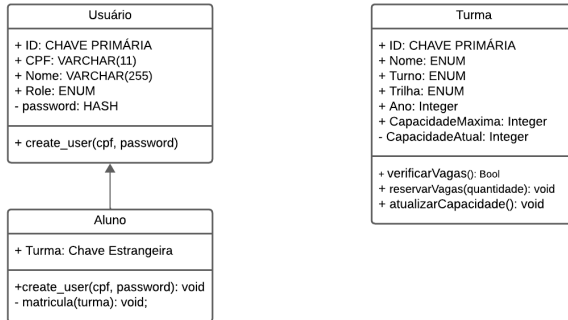 Usuário
+ ID: CHAVE PRIMÁRIA
+ CPF: VARCHAR(11)
+ Nome: VARCHAR(255)
+ Role: ENUM
- password: HASH
+ create_user(cpf, password)
Aluno
+ Turma: Chave Estrangeira
+create_user(cpf, password): void
- matricula(turma): void;
Turma
+ ID: CHAVE PRIMÁRIA
+ Nome: ENUM
+ Turno: ENUM
+ Trilha: ENUM
+ Ano: Integer
+ CapacidadeMaxima: Integer
- CapacidadeAtual: Integer
+ verificarVagas(): Bool
+ reservarVagas(quantidade): void
+ atualizarCapacidade(): void